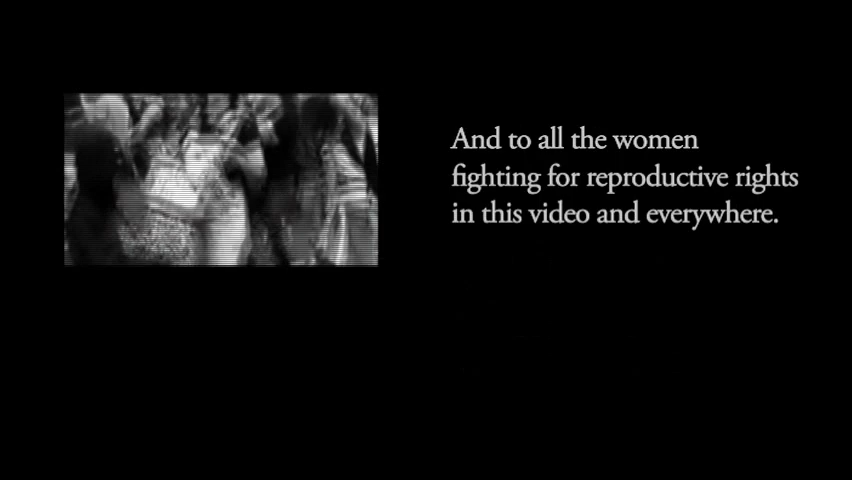 And to all the women
fighting for reproductive rights
in this video and everywhere.